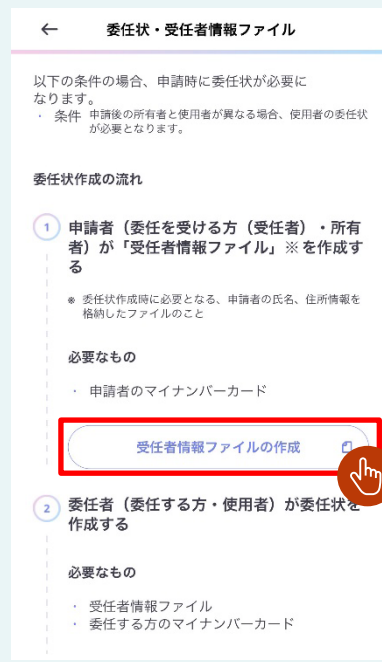 ← 委任状・受任者情報ファイル
以下の条件の場合、申請時に委任状が必要に
なります。
・ 条件 申請後の所有者と使用者が異なる場合、使用者の委任状
が必要となります。
委任状作成の流れ
1 申請者（委任を受ける方（受任者）・所有
者）が「受任者情報ファイル」※を作成す
る
※ 委任状作成時に必要となる、申請者の氏名、住所情報を
格納したファイルのこと
必要なもの
・ 申請者のマイナンバーカード
受任者情報ファイルの作成
2 委任者（委任する方・使用者）が委任状を
作成する
必要なもの
・ 受任者情報ファイル
・ 委任する方のマイナンバーカード